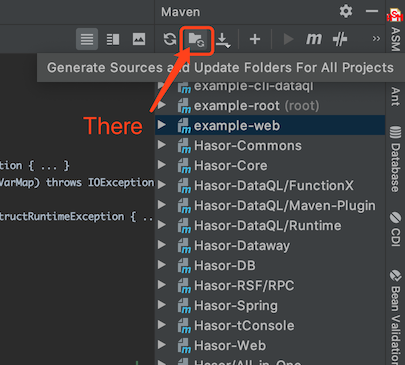 Maven
Generate Sources and Update Folders For All Projects
example-cli-dataql
There
example-root (root)
example-web
tion { ... }
Hasor-Commons
Hasor-Core
VarMap) throws IOException
Hasor-DataQL/FunctionX
Hasor-DataQL/Maven-Plugin
structRuntimeException { ..
Hasor-DataQL/Runtime
Hasor-Dataway
Hasor-DB
Hasor-RSF/RPC
Hasor-Spring
Hasor-tConsole
Hasor-Web
Hasor/All-in-One
ASM
Ant
Database
CDI
Bean Validation